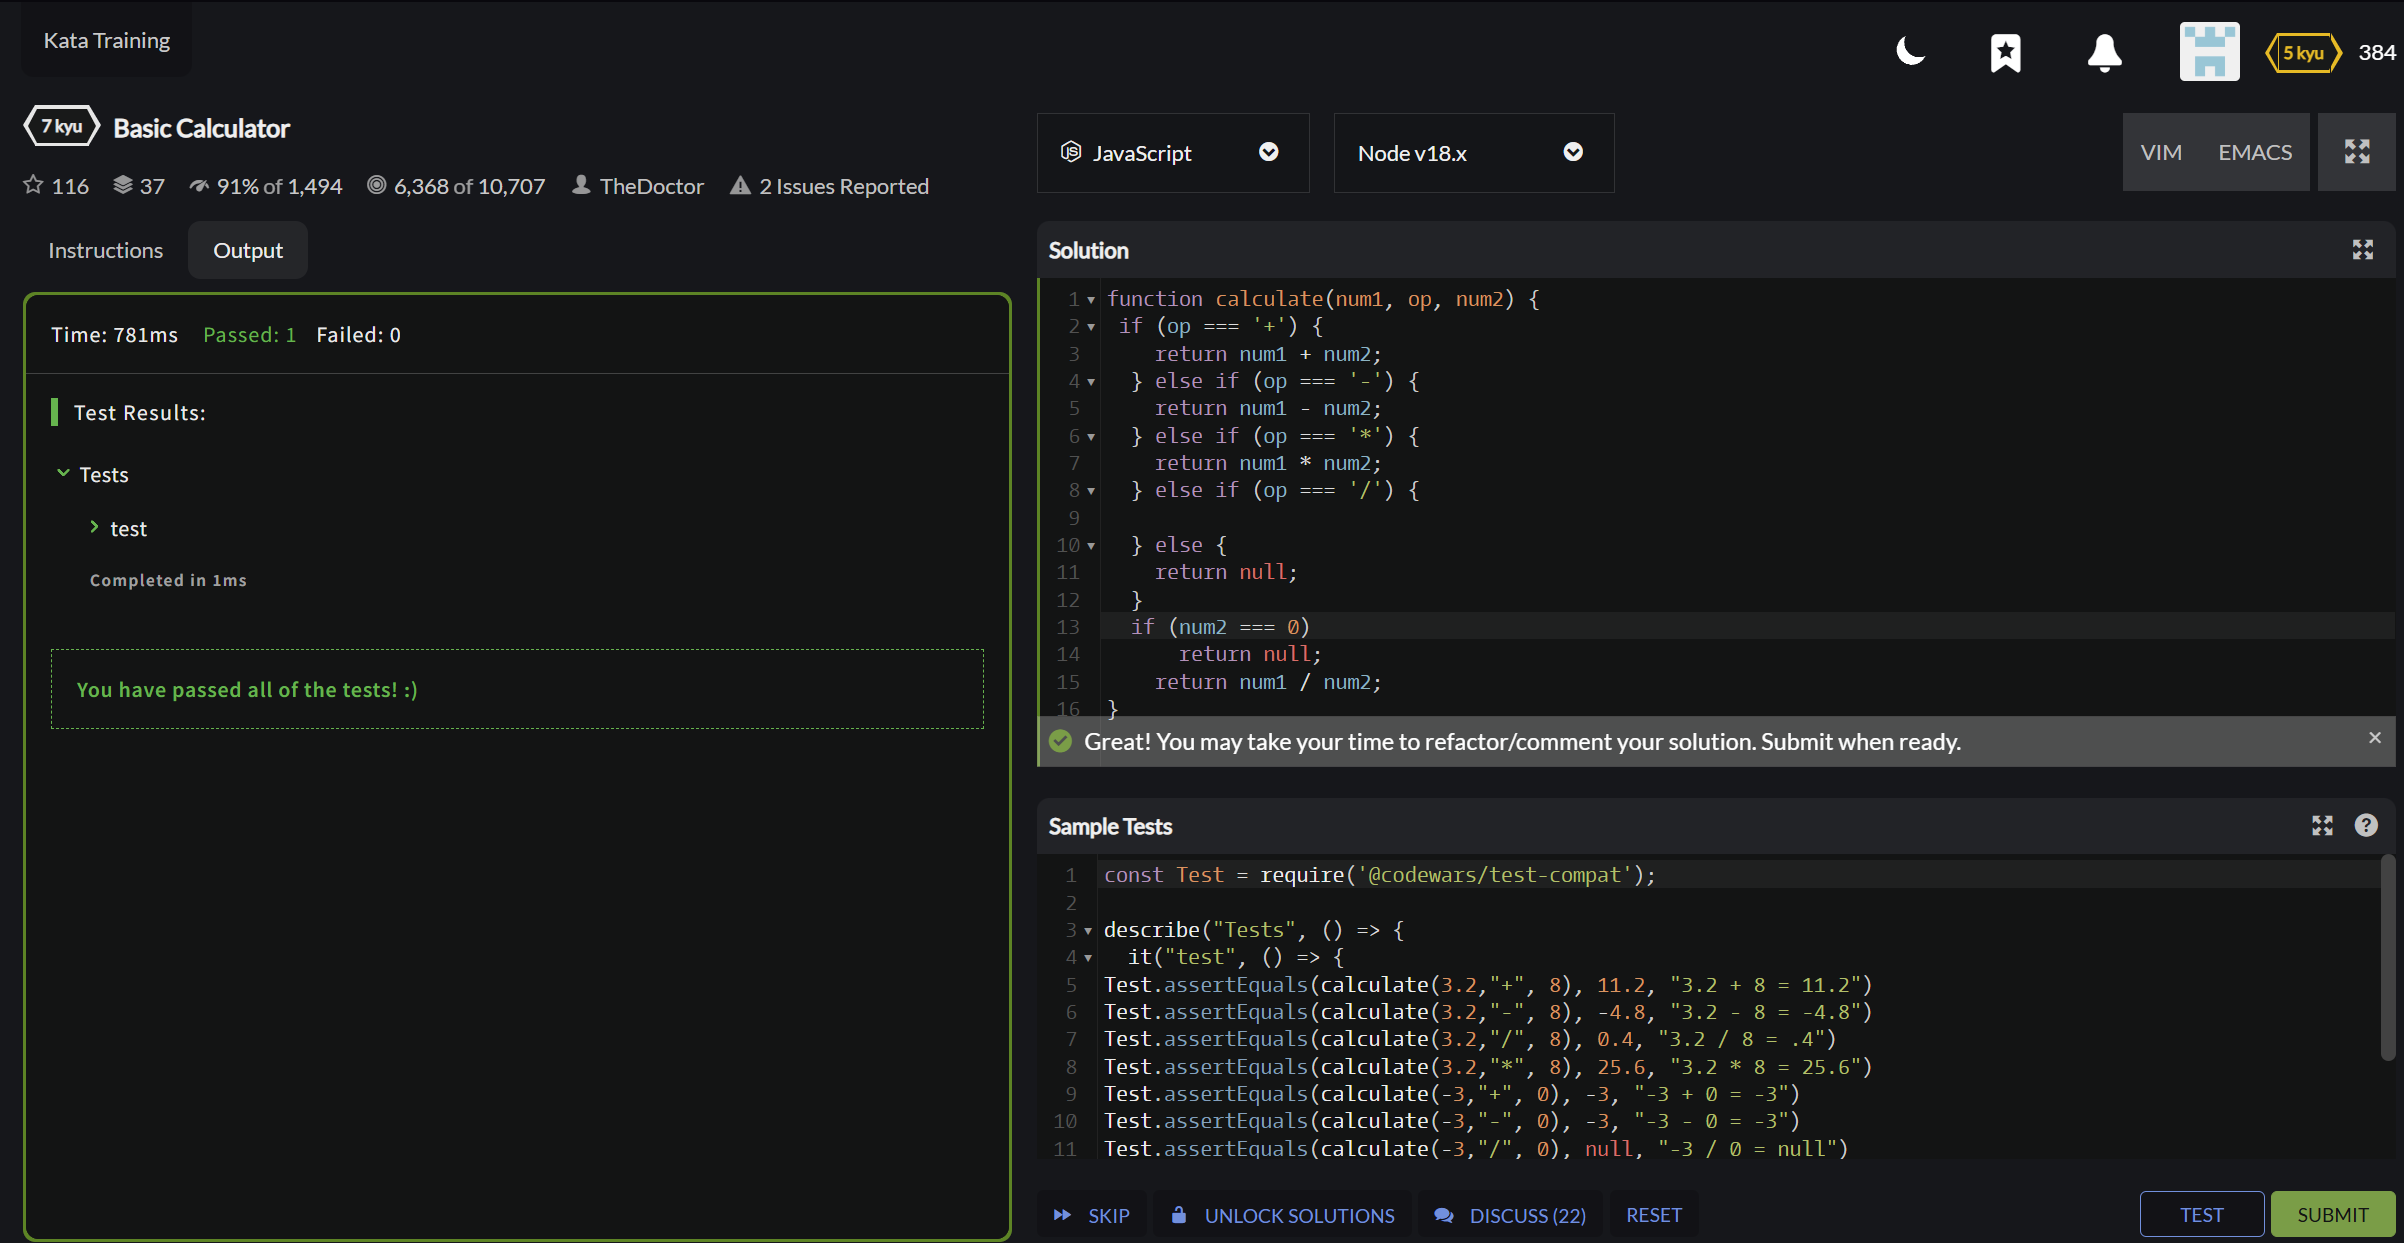 Kata Training
5 kyu 384
7 kyu Basic Calculator
116 37 91% of 1,494 6,368 of 10,707 TheDoctor 2 Issues Reported
Instructions Output
Time: 781ms Passed: 1 Failed: 0
Test Results:
Tests
test
Completed in 1ms
You have passed all of the tests! :)
JS JavaScript Node v18.x VIM EMACS
Solution
1 function calculate(num1, op, num2) {
2 if (op === '+') {
3 return num1 + num2;
4 } else if (op === '-') {
5 return num1 - num2;
6 } else if (op === '*') {
7 return num1 * num2;
8 } else if (op === '/') {
9
10 } else {
11 return null;
12 }
13 if (num2 === 0)
14 return null;
15 return num1 / num2;
16 }
Great! You may take your time to refactor/comment your solution. Submit when ready. ×
Sample Tests ?
1 const Test = require('@codewars/test-compat');
2
3 describe("Tests", () => {
4 it("test", () => {
5 Test.assertEquals(calculate(3.2,"+", 8), 11.2, "3.2 + 8 = 11.2")
6 Test.assertEquals(calculate(3.2,"-", 8), -4.8, "3.2 - 8 = -4.8")
7 Test.assertEquals(calculate(3.2,"/", 8), 0.4, "3.2 / 8 = .4")
8 Test.assertEquals(calculate(3.2,"*", 8), 25.6, "3.2 * 8 = 25.6")
9 Test.assertEquals(calculate(-3,"+", 0), -3, "-3 + 0 = -3")
10 Test.assertEquals(calculate(-3,"-", 0), -3, "-3 - 0 = -3")
11 Test.assertEquals(calculate(-3,"/", 0), null, "-3 / 0 = null")
SKIP UNLOCK SOLUTIONS DISCUSS (22) RESET TEST SUBMIT